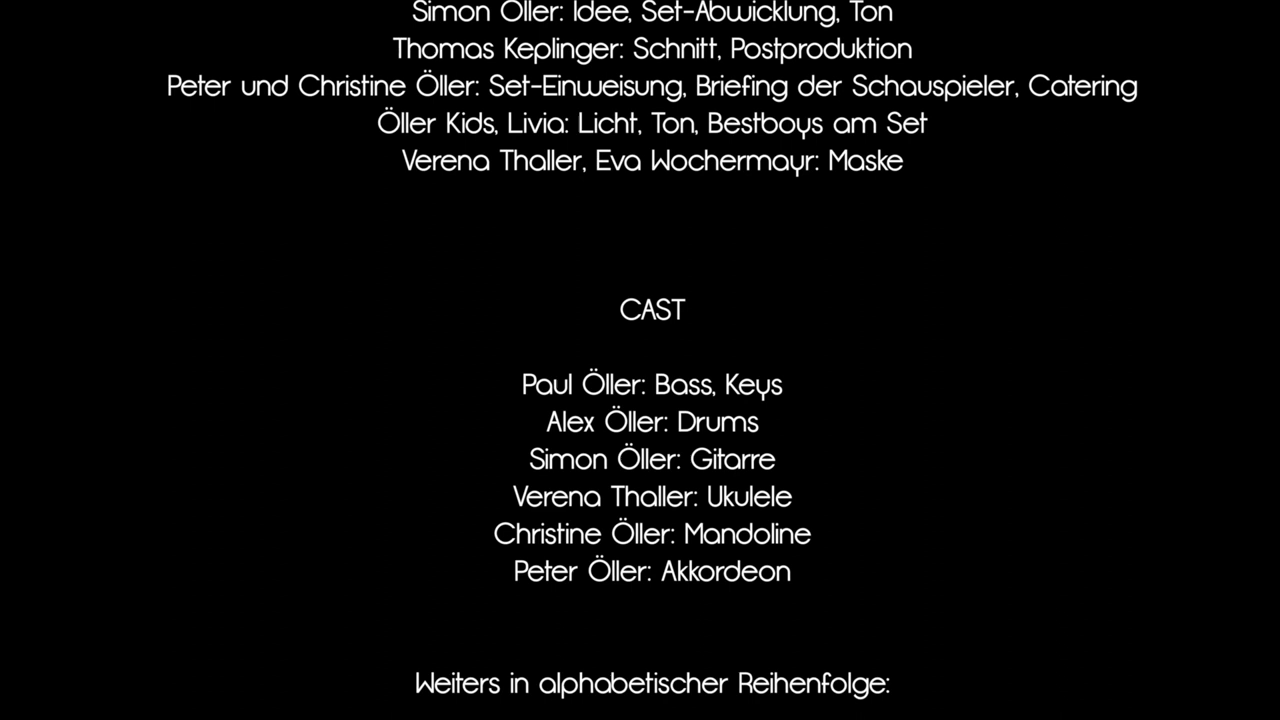 Simon Öller: Idee, Set-Abwicklung, Ton
Thomas Keplinger: Schnitt, Postproduktion
Peter und Christine Öller: Set-Einweisung, Briefing der Schauspieler, Catering
Öller Kids, Livia: Licht, Ton, Bestboys am Set
Verena Thaller, Eva Wochermayr: Maske
CAST
Paul Öller: Bass, Keys
Alex Öller: Drums
Simon Öller: Gitarre
Verena Thaller: Ukulele
Christine Öller: Mandoline
Peter Öller: Akkordeon
Weiters in alphabetischer Reihenfolge: